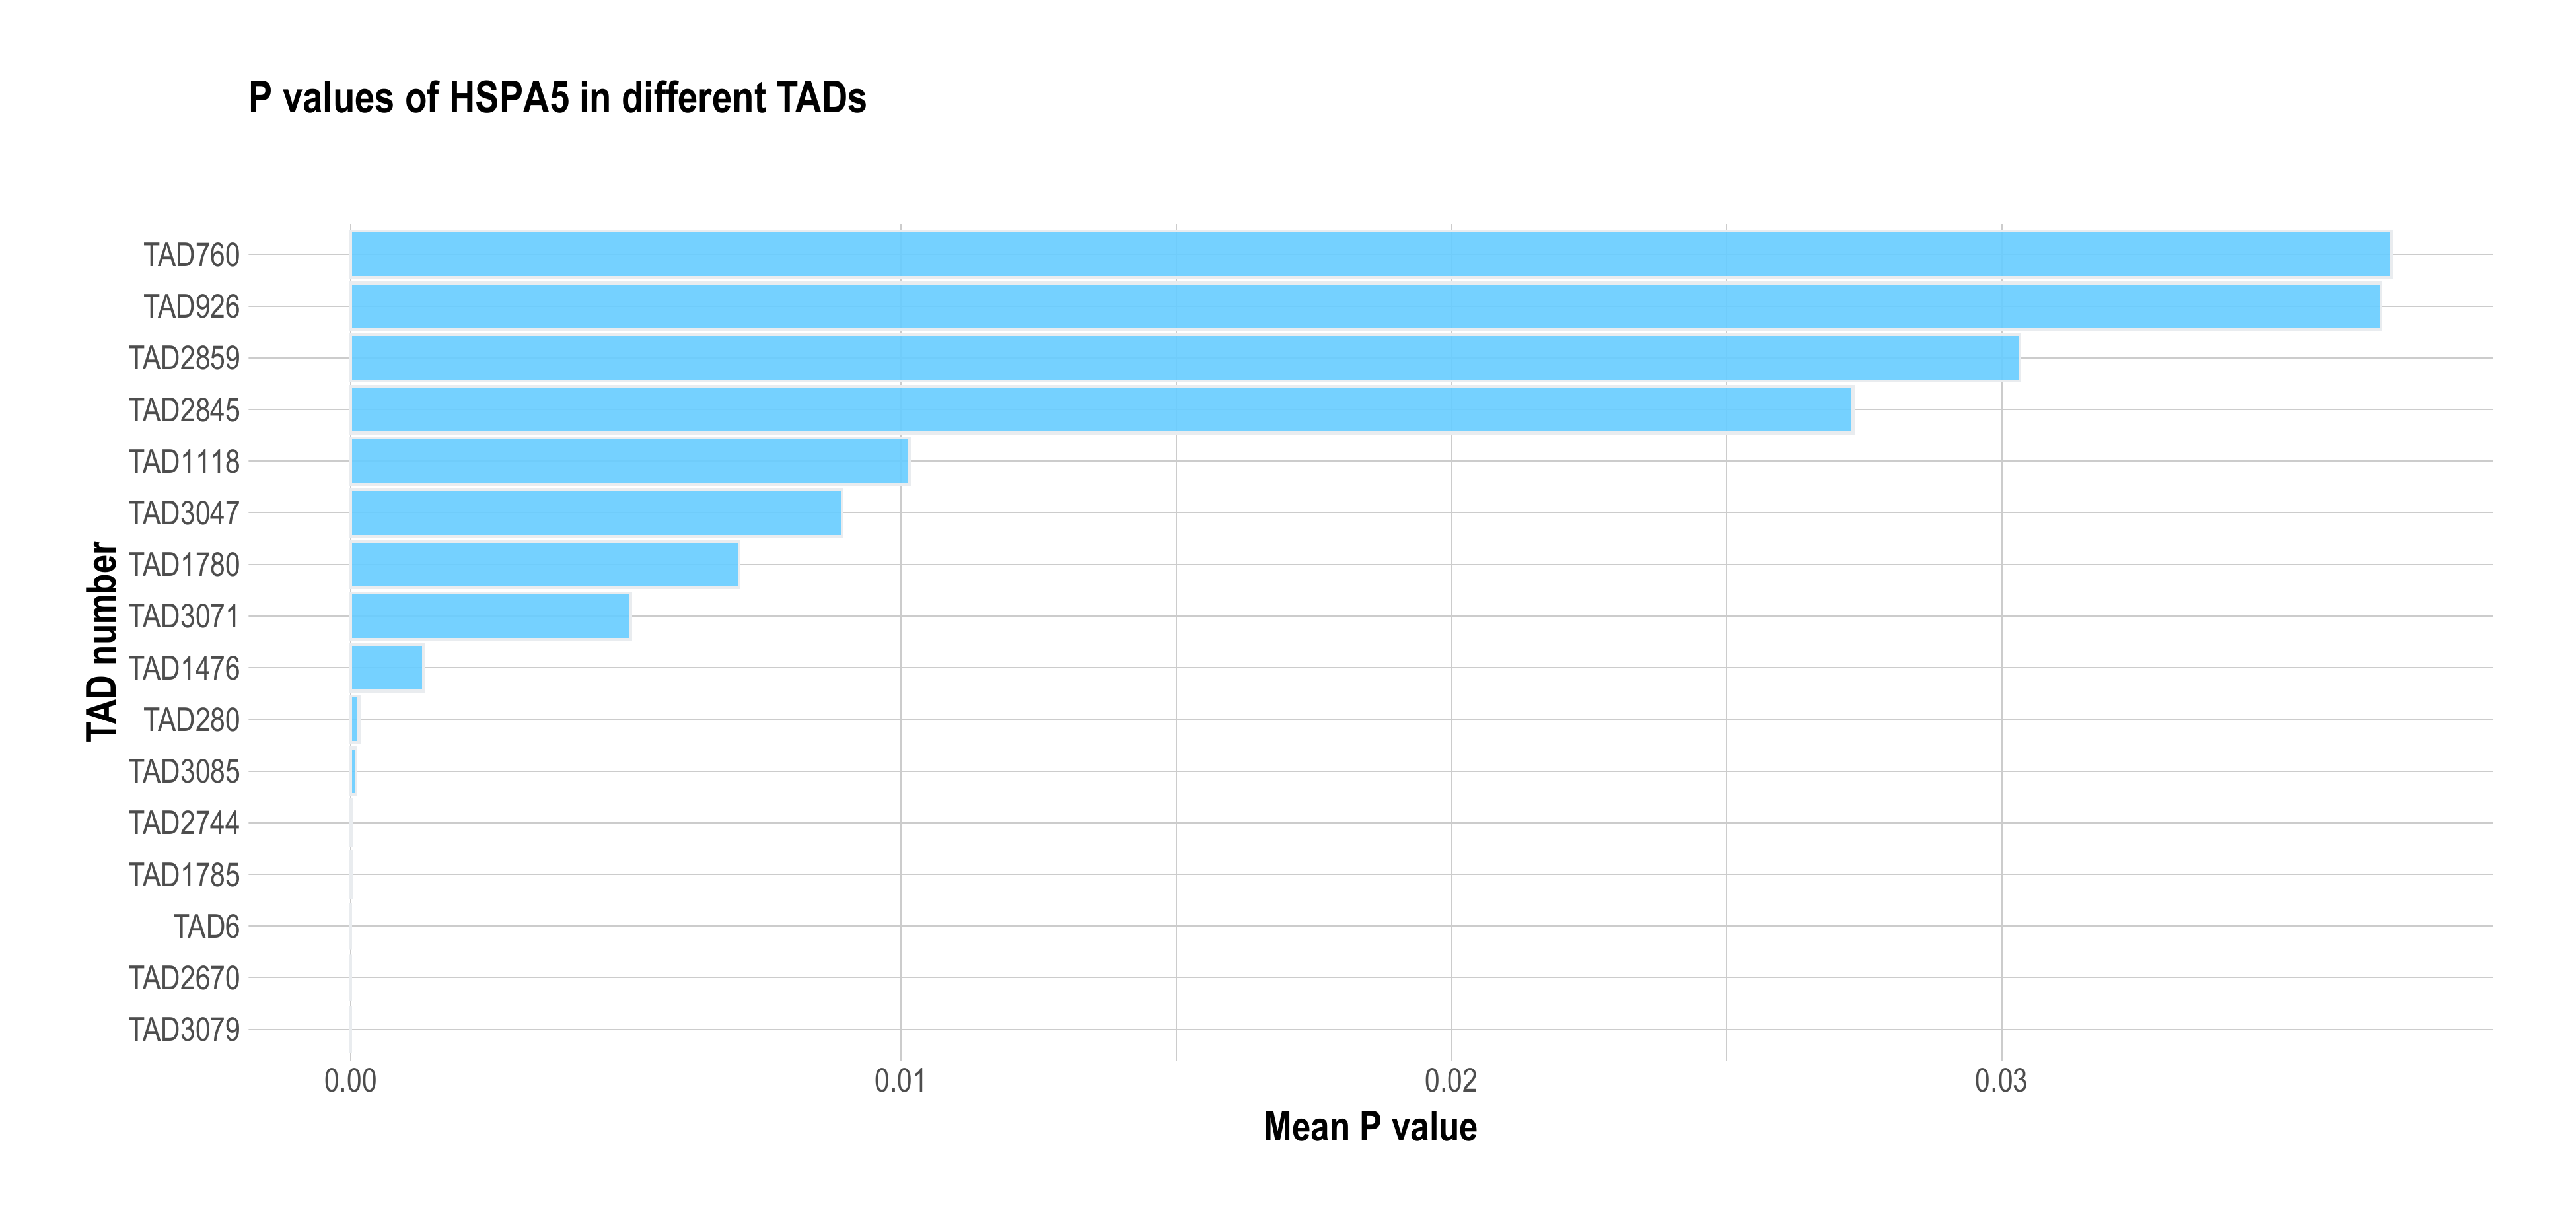 P values of HSPA5 in different TADs
TAD number
TAD760
TAD926
TAD2859
TAD2845
TAD1118
TAD3047
TAD1780
TAD3071
TAD1476
TAD280
TAD3085
TAD2744
TAD1785
TAD6
TAD2670
TAD3079
0.00 0.01 0.02 0.03
Mean P value